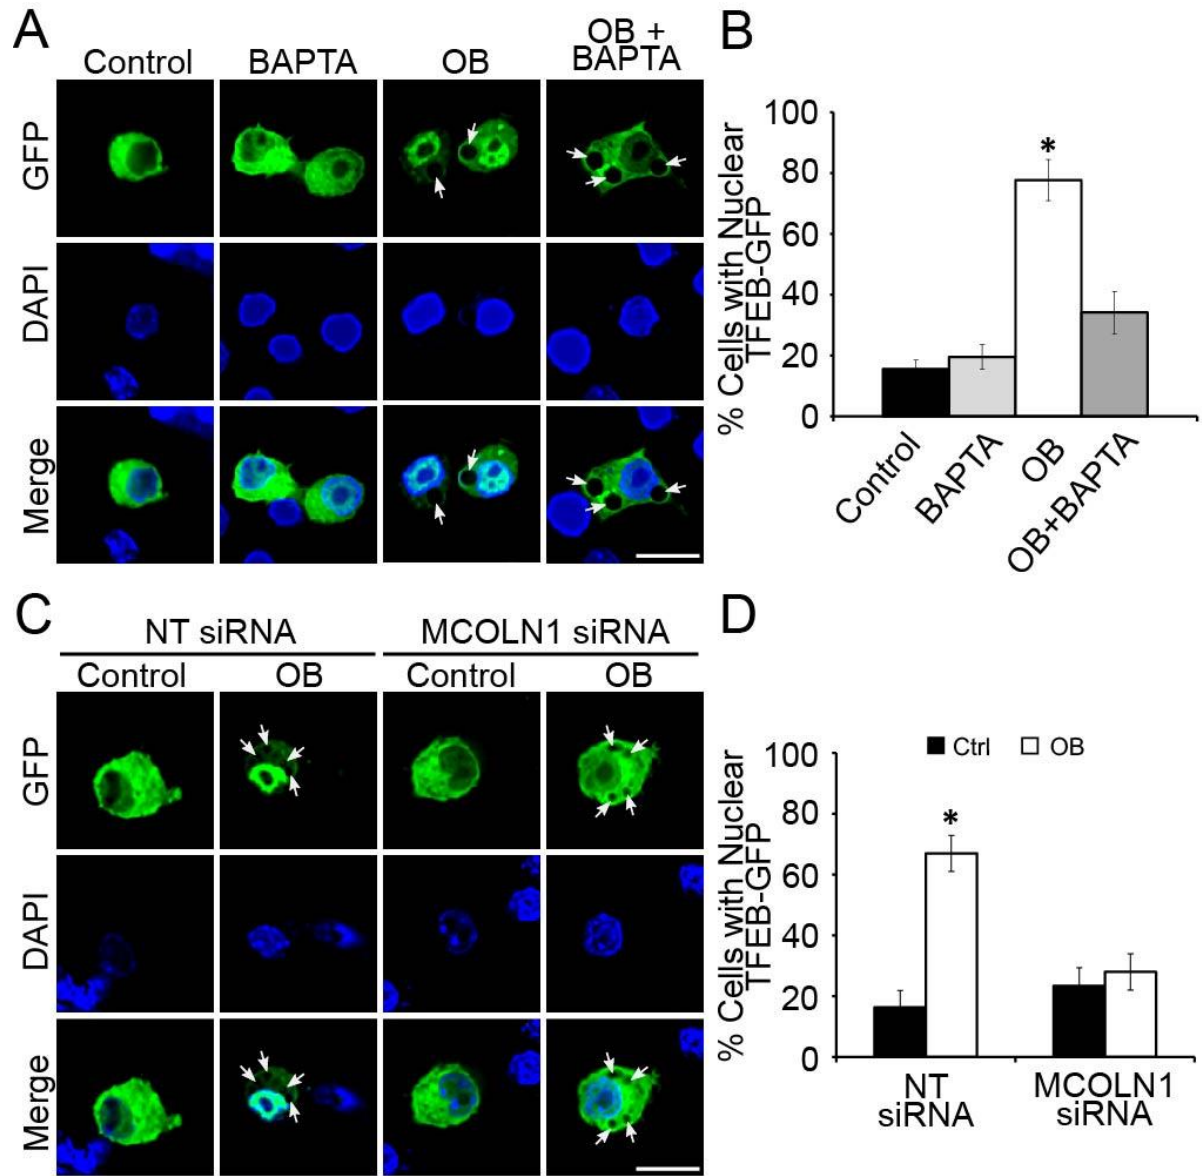 A
Control
BAPTA
OB
OB +
BAPTA
GFP
DAPI
Merge
B
% Cells with Nuclear
TFEB-GFP
100
80
60
40
20
0
*
Control
BAPTA
OB
OB+BAPTA
C
NT siRNA
MCOLN1 siRNA
Control
OB
Control
OB
GFP
DAPI
Merge
D
% Cells with Nuclear
TFEB-GFP
100
80
60
40
20
0
Ctrl
OB
*
NT
siRNA
MCOLN1
siRNA